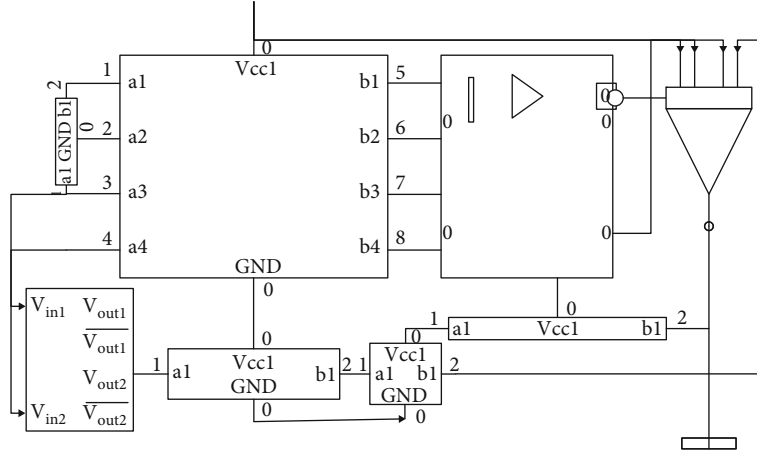 0
Vcc1
1 a1 b1 5
2 a2 b2 6
3 a3 b3 7
4 a4 b4 8
GND
0
2
a1 GND b1
0
1
0
0
0
0
0
0
Vin1 Vout1
Vout1
Vout2
Vin2 Vout2
1 a1 Vcc1 b1 2
0
GND
0
1 a1 Vcc1 b1 2
0
GND
0
1 a1 Vcc1 b1 2